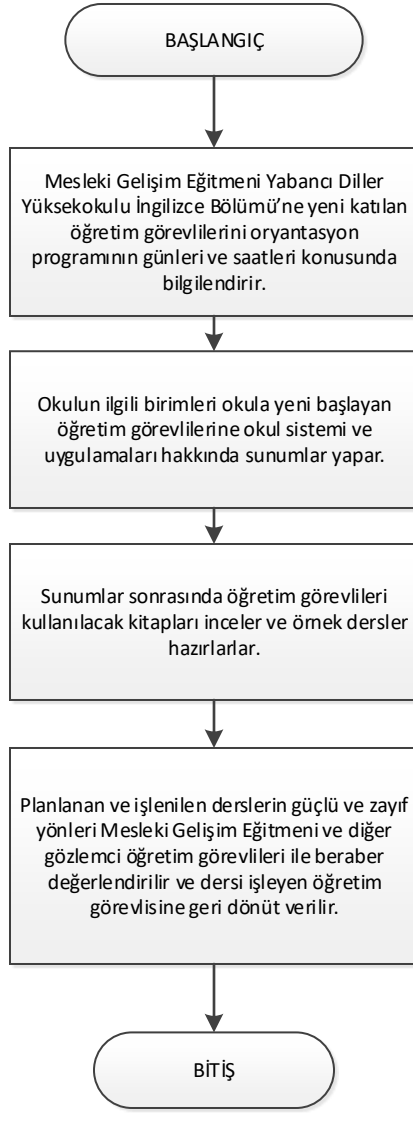 BAŞLANGIÇ
Mesleki Gelişim Eğitmeni Yabancı Diller
Yüksekokulu İngilizce Bölümü’ne yeni katılan
öğretim görevlilerini oryantasyon
programının günleri ve saatleri konusunda
bilgilendirir.
Okulun ilgili birimleri okula yeni başlayan
öğretim görevlilerine okul sistemi ve
uygulamaları hakkında sunumlar yapar.
Sunumlar sonrasında öğretim görevlileri
kullanılacak kitapları inceler ve örnek dersler
hazırlarlar.
Planlanan ve işlenilen derslerin güçlü ve zayıf
yönleri Mesleki Gelişim Eğitmeni ve diğer
gözlemci öğretim görevlileri ile beraber
değerlendirilir ve dersi işleyen öğretim
görevlisine geri dönüt verilir.
BİTİŞ